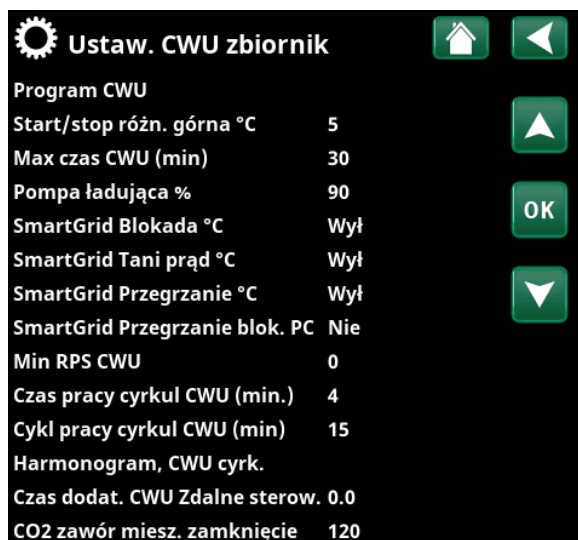 Ustaw. CWU zbiornik
Program CWU
Start/stop różn. górna °C 5
Max czas CWU (min) 30
Pompa ładująca % 90
OK
SmartGrid Blokada °C Wył
SmartGrid Tani prąd °C Wył
SmartGrid Przegrzanie °C Wył
SmartGrid Przegrzanie blok. PC Nie
Min RPS CWU 0
Czas pracy cyrkul CWU (min.) 4
Cykl pracy cyrkul CWU (min) 15
Harmonogram, CWU cyrk.
Czas dodat. CWU Zdalne sterow. 0.0
CO2 zawór miesz. zamknięcie 120